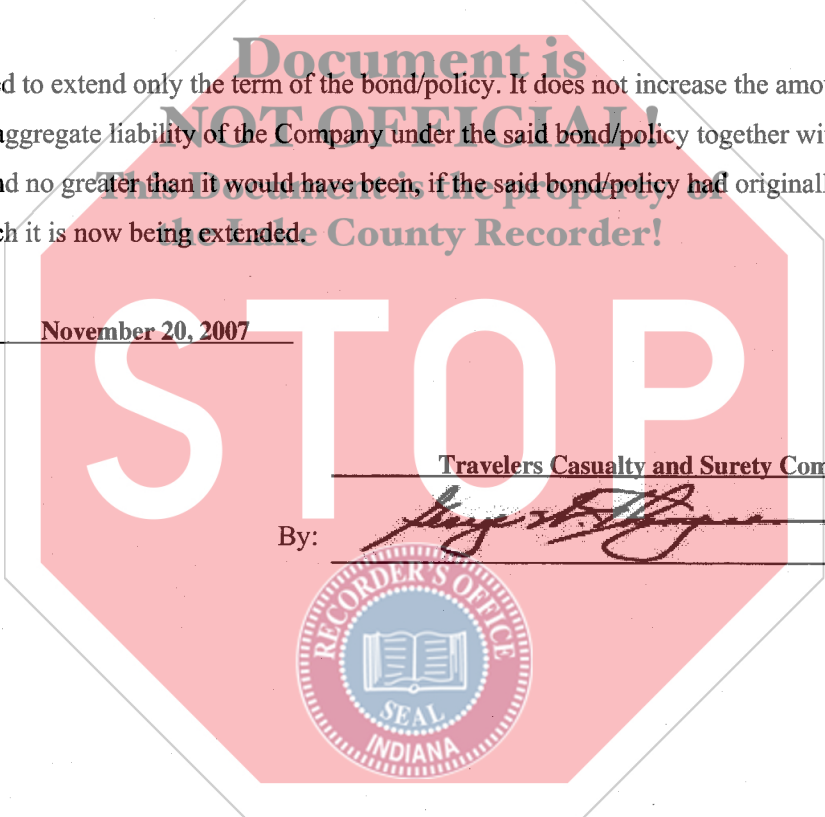 Document is
ed to extend only the term of the bond/policy. It does not increase the amou
NOT OFFICIAL!
aggregate liability of the Company under the said bond/policy together wi
This Document is the property of
nd no greater than it would have been, if the said bond/policy had originall
the Lake County Recorder!
ch it is now being extended.
November 20, 2007
STOP
Travelers Casualty and Surety Com
By:
RECORDER'S OFFICE
SEAL
INDIANA